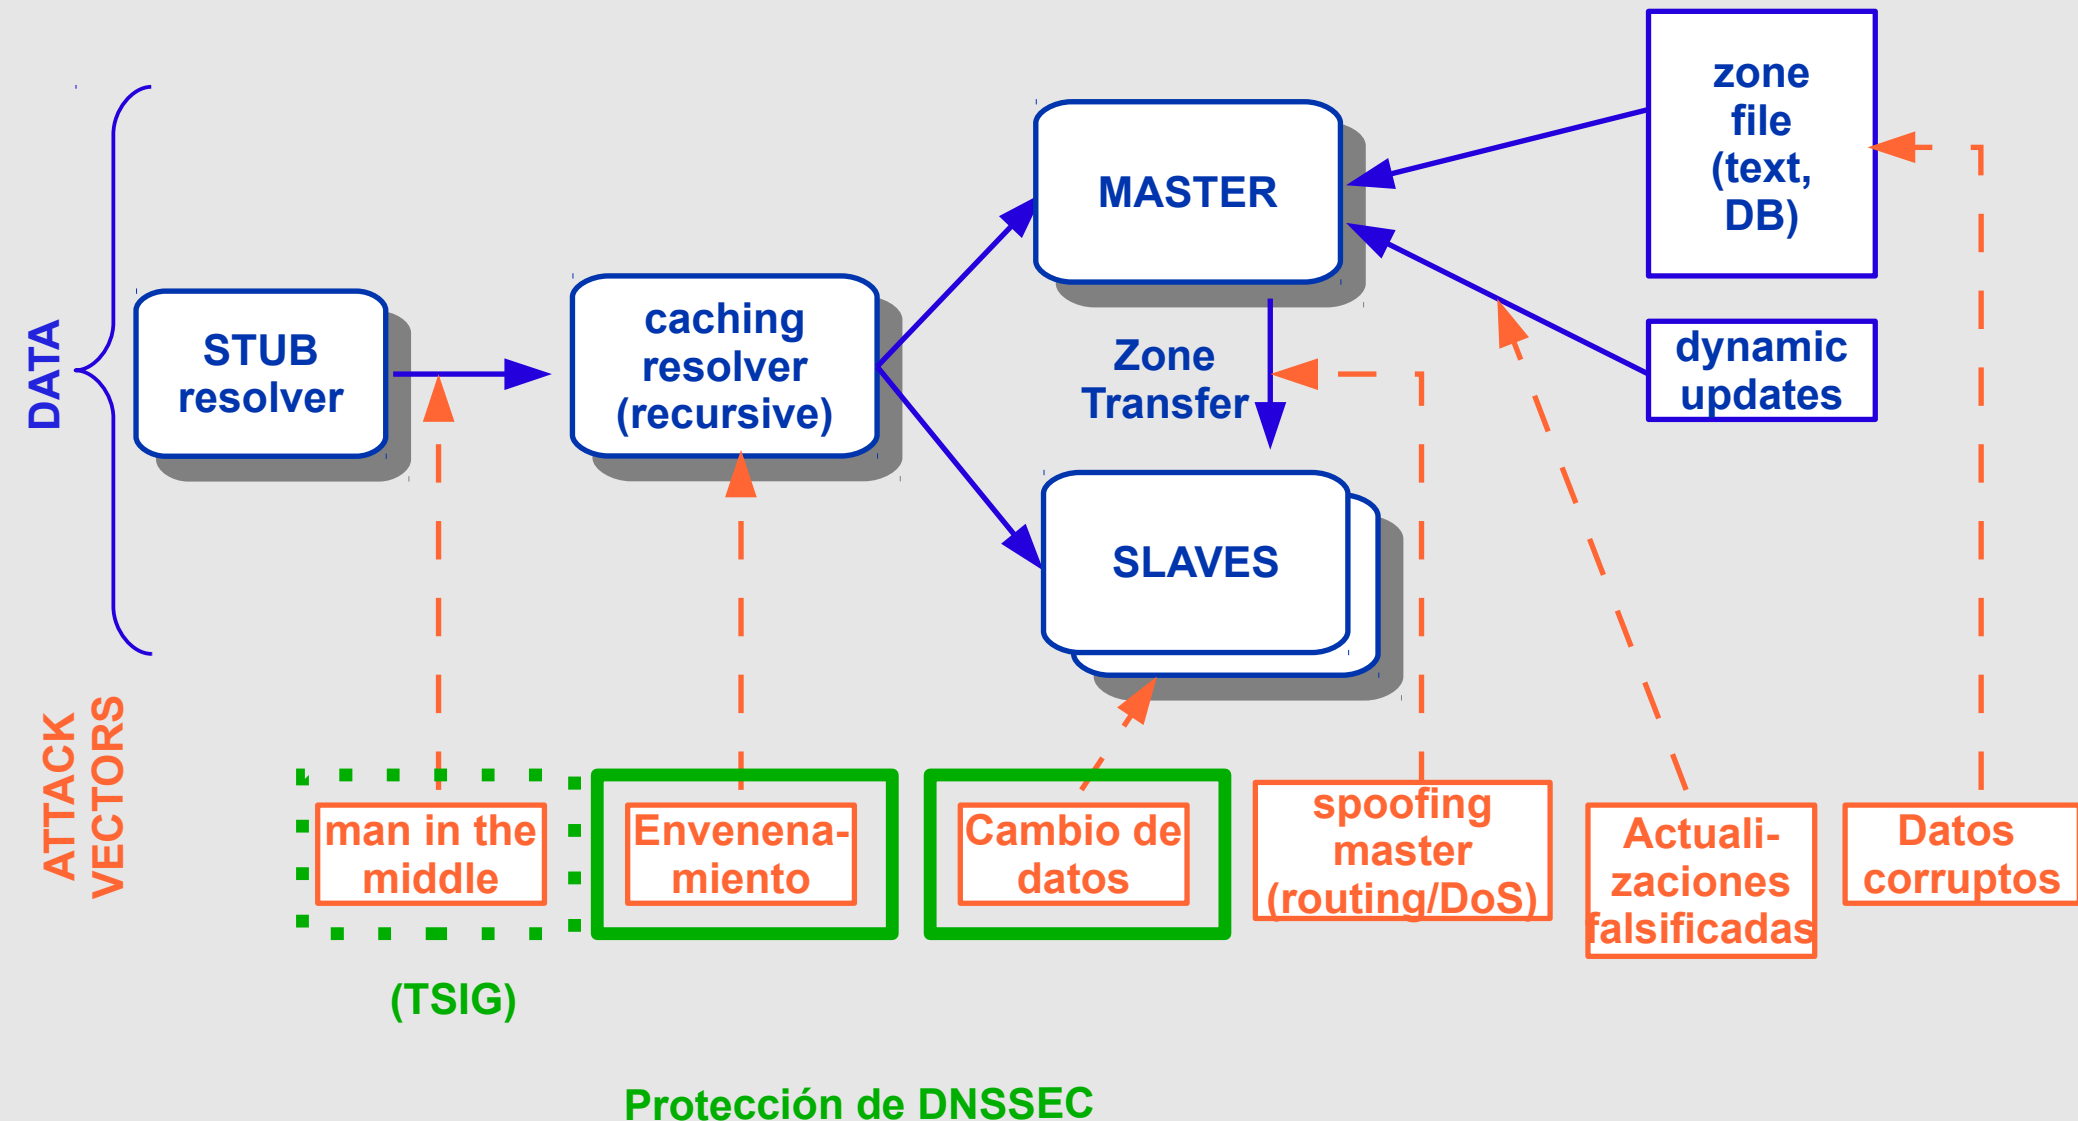 DATA
STUB
resolver
caching
resolver
(recursive)
MASTER
Zone
Transfer
SLAVES
zone
file
(text,
DB)
dynamic
updates
ATTACK
VECTORS
man in the
middle
Envenena-
miento
Cambio de
datos
spoofing
master
(routing/DoS)
Actuali-
zaciones
falsificadas
Datos
corruptos
(TSIG)
Protección de DNSSEC